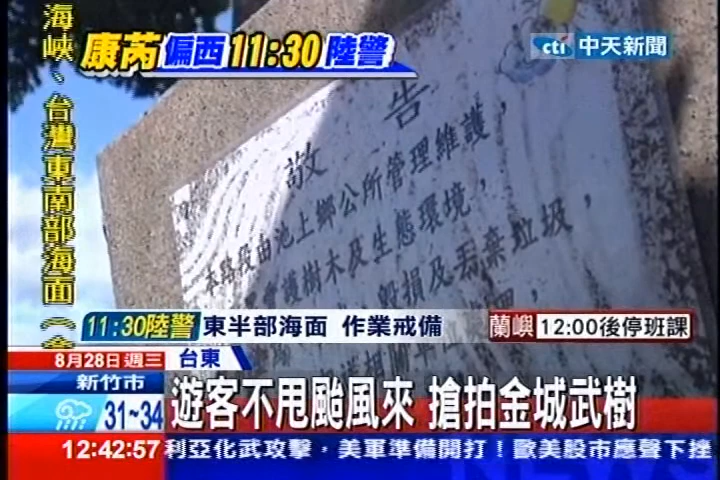 海峽、台灣東南部海面（含
康芮 偏西 11:30 陸警
cti 中天新聞
敬告
本路段由池上鄉公所管理維護，
護樹木及生態環境，
毀損及丟棄垃圾，
11:30陸警 東半部海面 作業戒備
蘭嶼 12:00後停班課
8月28日週三 台東
新竹市
31~34
遊客不甩颱風來 搶拍金城武樹
12:42:57 利亞化武攻擊，美軍準備開打！歐美股市應聲下挫
NEWS